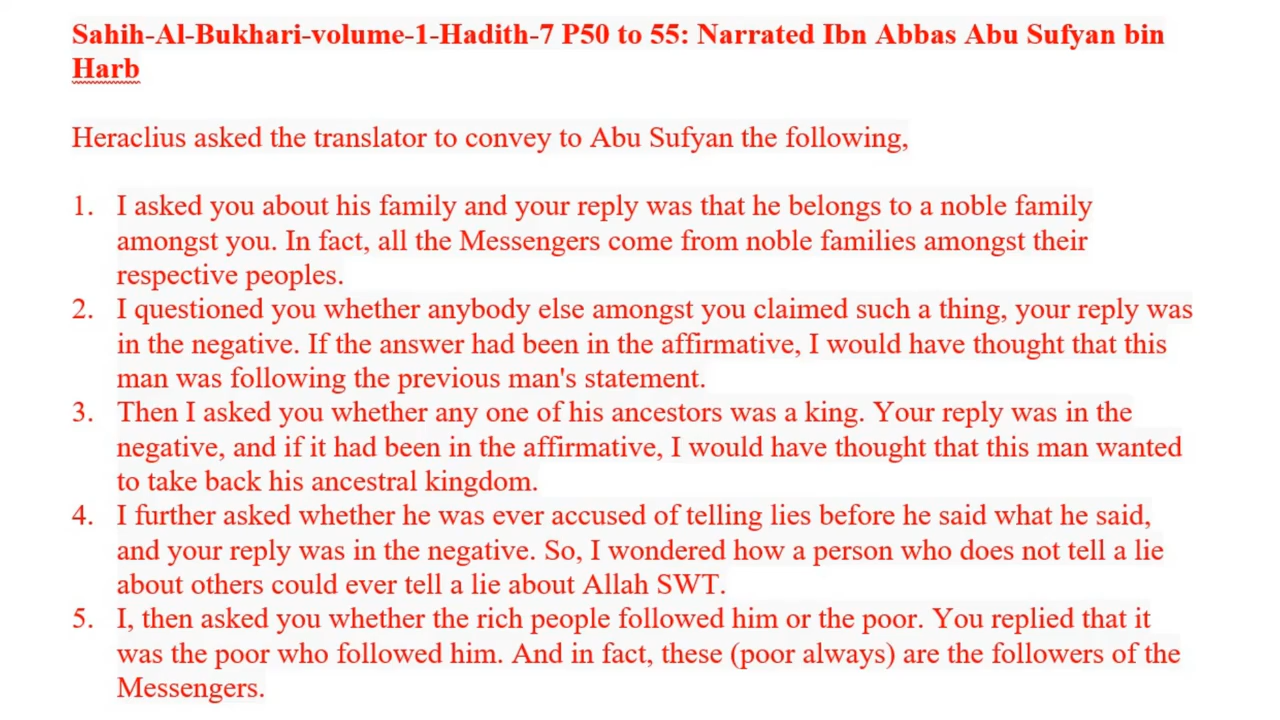 Sahih-Al-Bukhari-volume-1-Hadith-7 P50 to 55: Narrated Ibn Abbas Abu Sufyan bin
Harb
Heraclius asked the translator to convey to Abu Sufyan the following,
1. I asked you about his family and your reply was that he belongs to a noble family
amongst you. In fact, all the Messengers come from noble families amongst their
respective peoples.
2. I questioned you whether anybody else amongst you claimed such a thing, your reply was
in the negative. If the answer had been in the affirmative, I would have thought that this
man was following the previous man's statement.
3. Then I asked you whether any one of his ancestors was a king. Your reply was in the
negative, and if it had been in the affirmative, I would have thought that this man wanted
to take back his ancestral kingdom.
4. I further asked whether he was ever accused of telling lies before he said what he said,
and your reply was in the negative. So, I wondered how a person who does not tell a lie
about others could ever tell a lie about Allah SWT.
5. I, then asked you whether the rich people followed him or the poor. You replied that it
was the poor who followed him. And in fact, these (poor always) are the followers of the
Messengers.